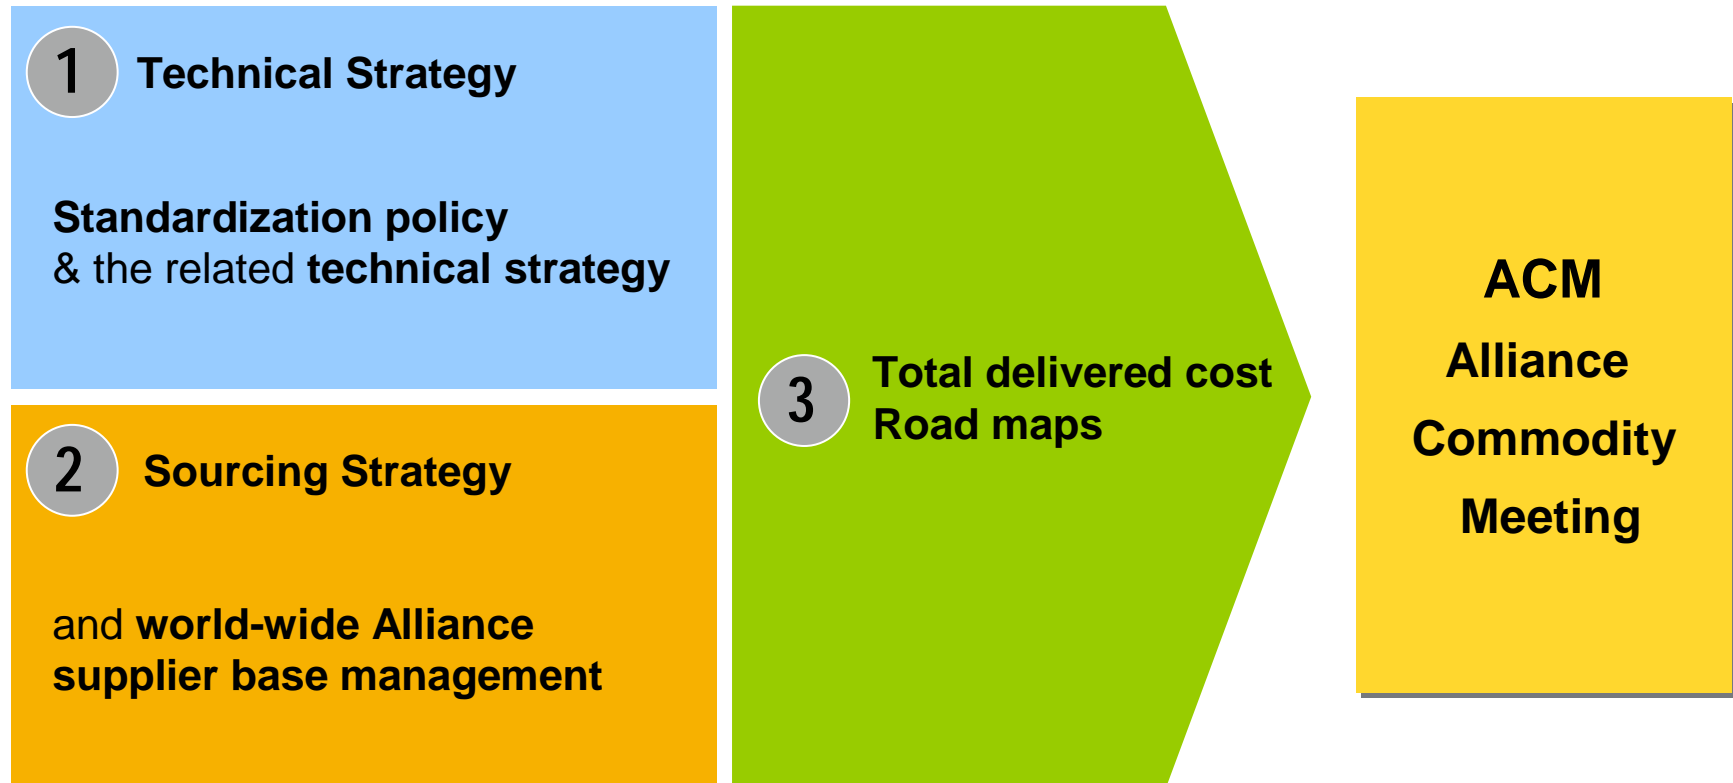 1
Technical Strategy
Standardization policy
& the related technical strategy
2
Sourcing Strategy
and world-wide Alliance
supplier base management
3
Total delivered cost
Road maps
ACM
Alliance
Commodity
Meeting